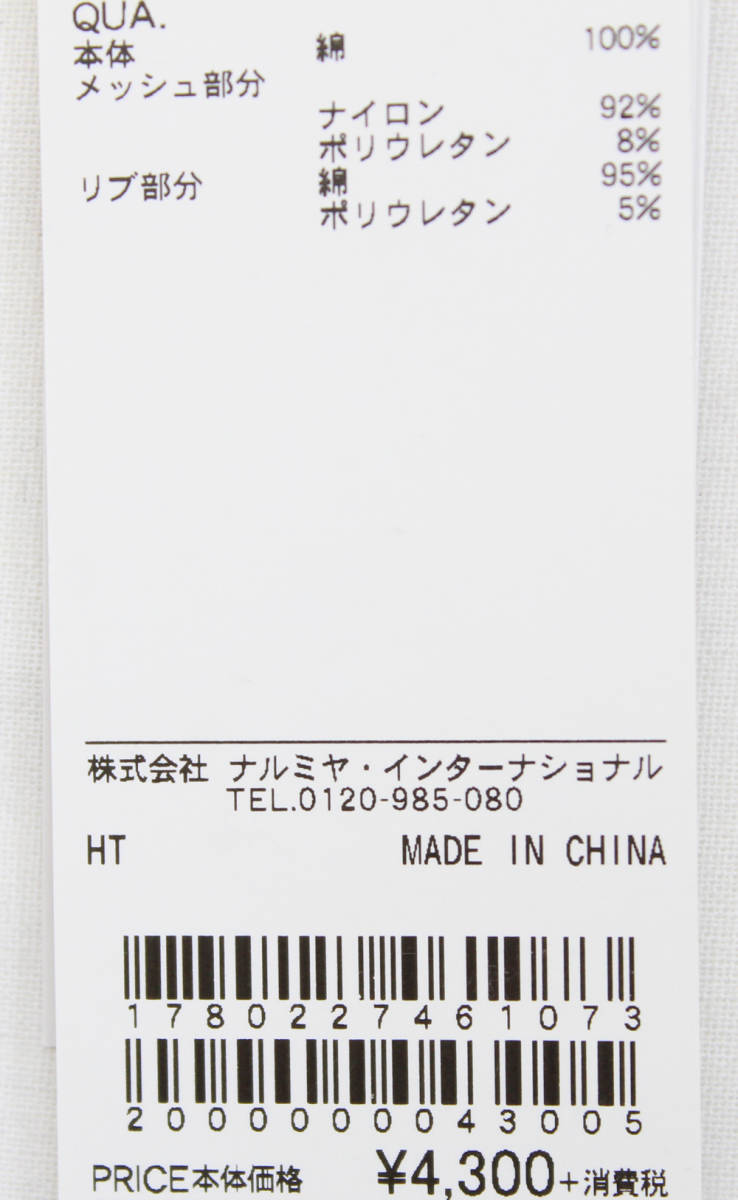 QUA.
本体 綿 100%
メッシュ部分
ナイロン 92%
ポリウレタン 8%
リブ部分 綿 95%
ポリウレタン 5%
株式会社 ナルミヤ・インターナショナル
TEL.0120-985-080
HT MADE IN CHINA
1780227461073
2000000043005
PRICE本体価格 ¥4,300+消費税